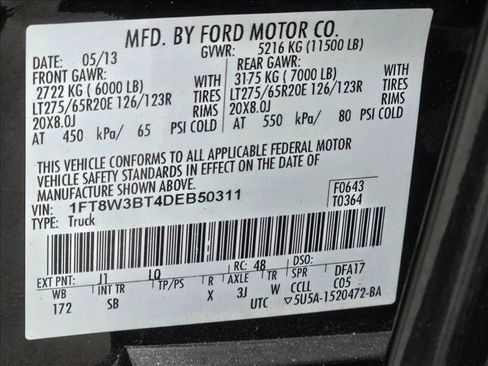 MFD. BY FORD MOTOR CO.
DATE: 05/13 GVWR: 5216 KG (11500 LB)
FRONT GAWR: REAR GAWR:
2722 KG ( 6000 LB) WITH 3175 KG ( 7000 LB) WITH
LT275/65R20E 126/123R TIRES LT275/65R20E 126/123R TIRES
20X8.0J RIMS 20X8.0J RIMS
AT 450 kPa/ 65 PSI COLD AT 550 kPa/ 80 PSI COLD
THIS VEHICLE CONFORMS TO ALL APPLICABLE FEDERAL MOTOR
VEHICLE SAFETY STANDARDS IN EFFECT ON THE DATE OF
MANUFACTURE SHOWN ABOVE.
VIN: 1FT8W3BT4DEB50311 F0643
TYPE: Truck T0364
EXT PNT: J1 LQ RC: 48 DSO:
WB INT TR TP/PS R AXLE TR SPR CCLL DFA17
172 SB X 3J W C05
UTC ▽5U5A-1520472-BA